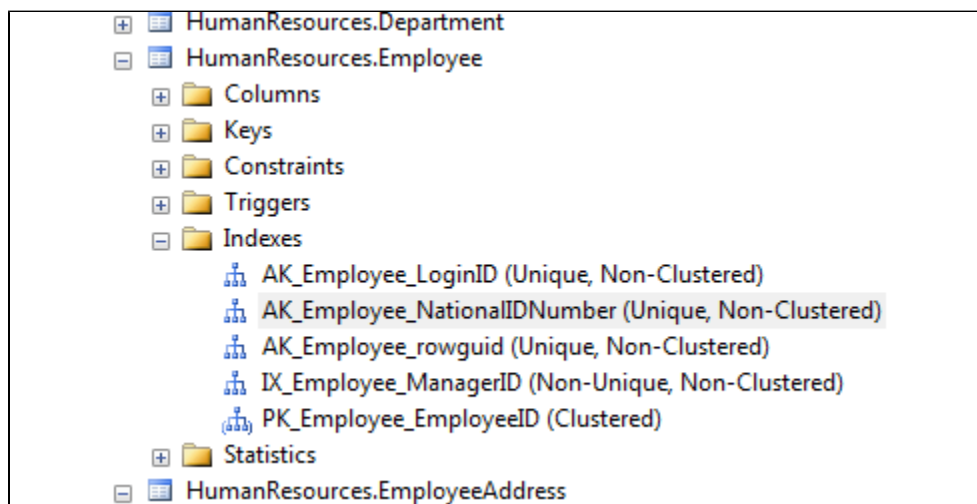 HumanResources.Department
HumanResources.Employee
Columns
Keys
Constraints
Triggers
Indexes
AK_Employee_LoginID (Unique, Non-Clustered)
AK_Employee_NationalIDNumber (Unique, Non-Clustered)
AK_Employee_rowguid (Unique, Non-Clustered)
IX_Employee_ManagerID (Non-Unique, Non-Clustered)
PK_Employee_EmployeeID (Clustered)
Statistics
HumanResources.EmployeeAddress